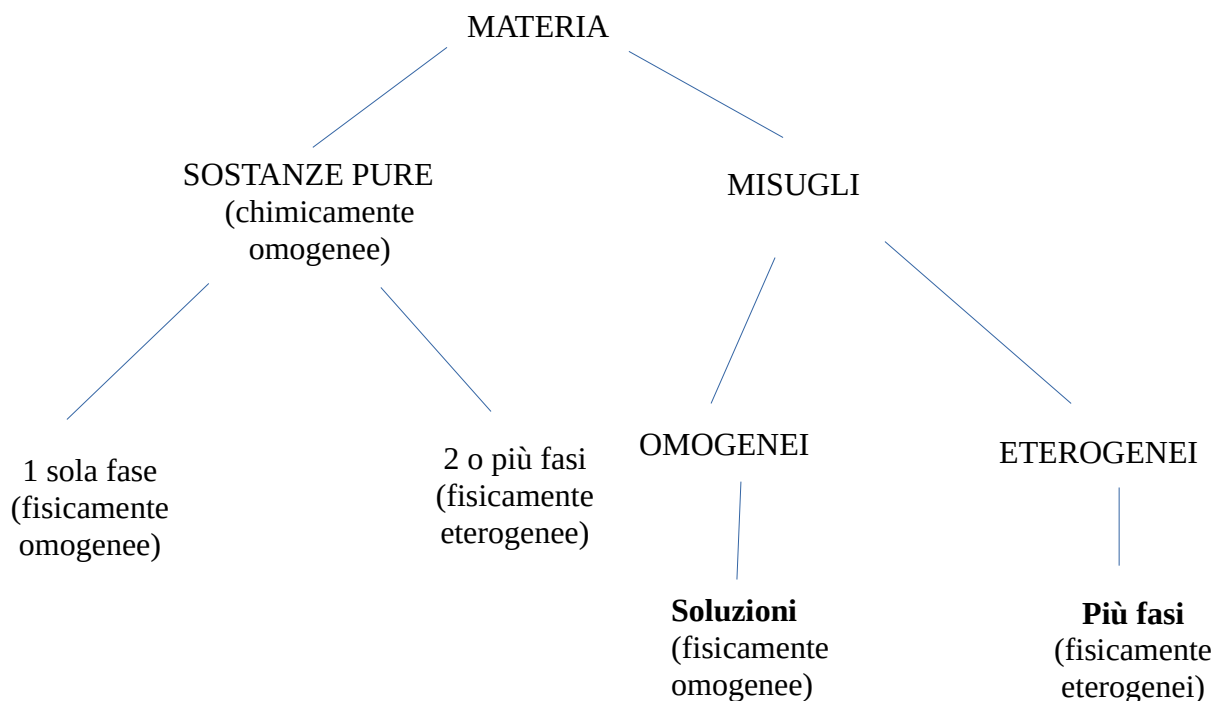 MATERIA
SOSTANZE PURE
(chimicamente
omogenee)
MISUGLI
1 sola fase
(fisicamente
omogenee)
2 o più fasi
(fisicamente
eterogenee)
OMOGENEI
ETEROGENEI
Soluzioni
(fisicamente
omogenee)
Più fasi
(fisicamente
eterogenei)